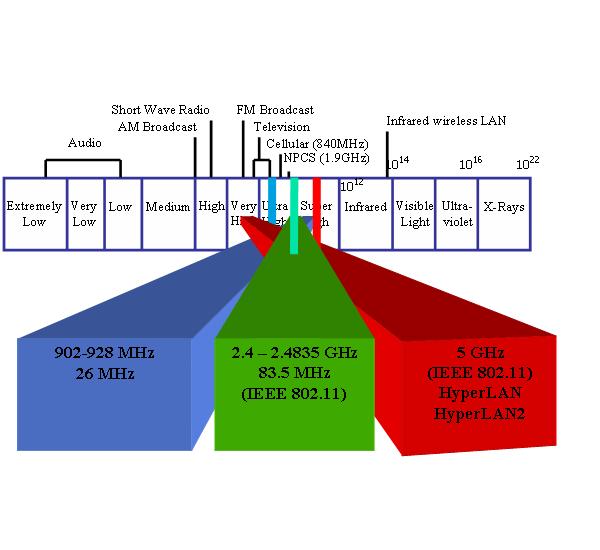 Short Wave Radio
FM Broadcast
AM Broadcast
Television
Infrared wireless LAN
Audio
Cellular (840MHz)
NPCS (1.9GHz)
10^12
10^14
10^16
10^22
Extremely
Low
Very
Low
Low
Medium
High
Very
Ultra
Super
Infrared
Visible
Light
Ultra-
violet
X-Rays
902-928 MHz
26 MHz
2.4 – 2.4835 GHz
83.5 MHz
(IEEE 802.11)
5 GHz
(IEEE 802.11)
HyperLAN
HyperLAN2